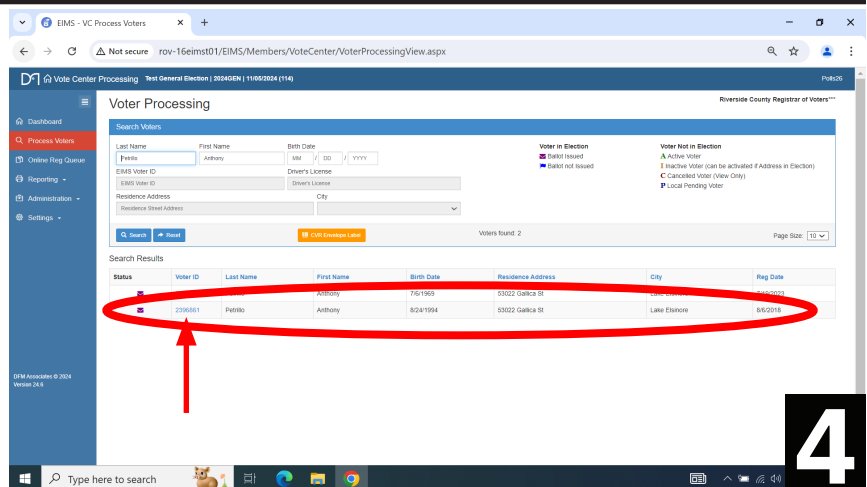 EIMS - VC Process Voters
Not secure rov-16eimst01/EIMS/Members/VoteCenter/VoterProcessingView.aspx
Vote Center Processing Test General Election | 2024GEN | 11/05/2024 (114) Polls26
Voter Processing Riverside County Registrar of Voters***
Dashboard
Process Voters
Online Reg Queue
Reporting
Administration
Settings
DFM Associates © 2024
Version 24.6
Search Voters
Last Name First Name Birth Date
Petrillo Anthony MM / DD / YYYY
EIMS Voter ID Driver's License
EIMS Voter ID Driver's License
Residence Address City
Residence Street Address
Voter in Election
Ballot Issued
Ballot not Issued
Voter Not in Election
A Active Voter
I Inactive Voter (can be activated if Address in Election)
C Cancelled Voter (View Only)
P Local Pending Voter
Search Reset CVR Envelope Label Voters found: 2 Page Size: 10
Search Results
Status Voter ID Last Name First Name Birth Date Residence Address City Reg Date
Anthony 7/6/1969 53022 Gallica St
2396861 Petrillo Anthony 8/24/1994 53022 Gallica St Lake Elsinore 8/6/2018
4
Type here to search